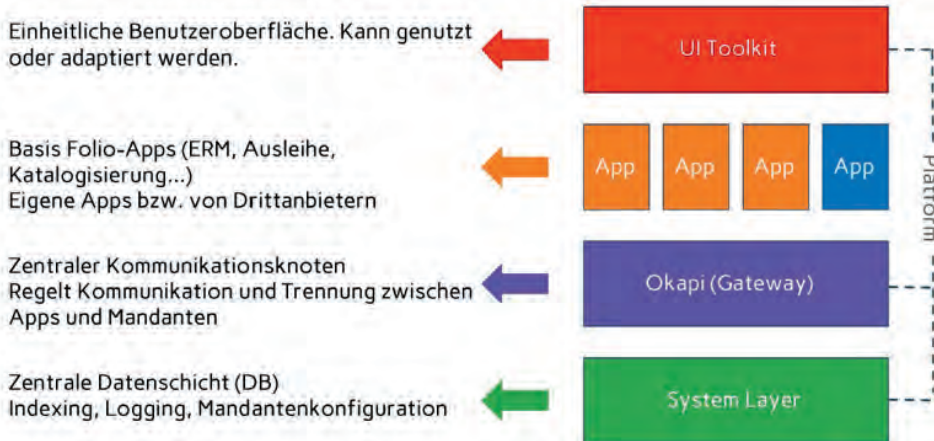 Einheitliche Benutzeroberfläche. Kann genutzt
oder adaptiert werden.
UI Toolkit
Basis Folio-Apps (ERM, Ausleihe,
Katalogisierung...)
Eigene Apps bzw. von Drittanbietern
App
App
App
App
Zentraler Kommunikationsknoten
Regelt Kommunikation und Trennung zwischen
Apps und Mandanten
Okapi (Gateway)
Zentrale Datenschicht (DB)
Indexing, Logging, Mandantenkonfiguration
System Layer
Platform